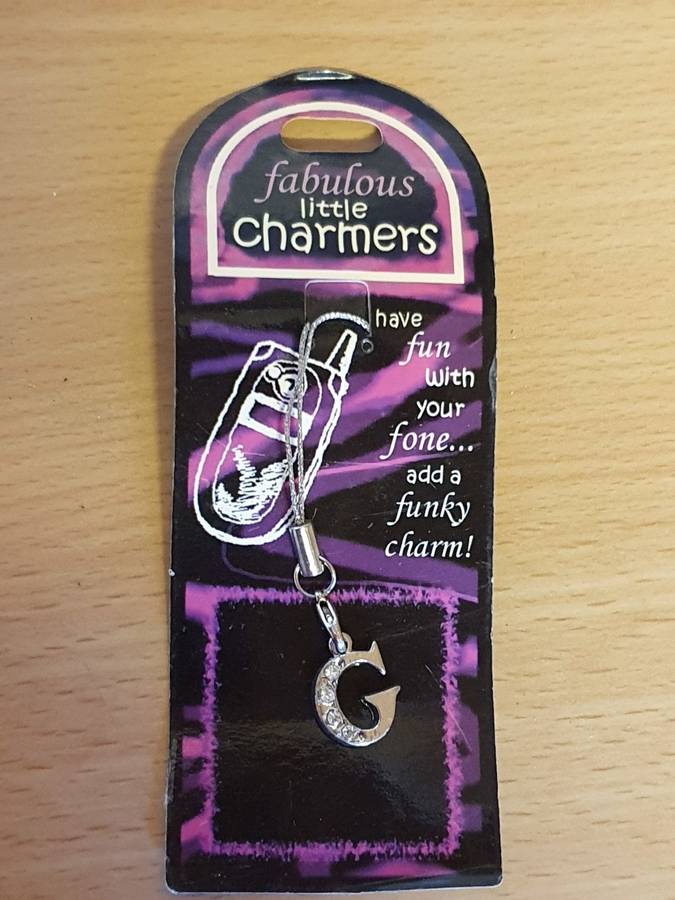 fabulous
little
charmers
have
fun
with
your
fone...
add a
funky
charm!
G